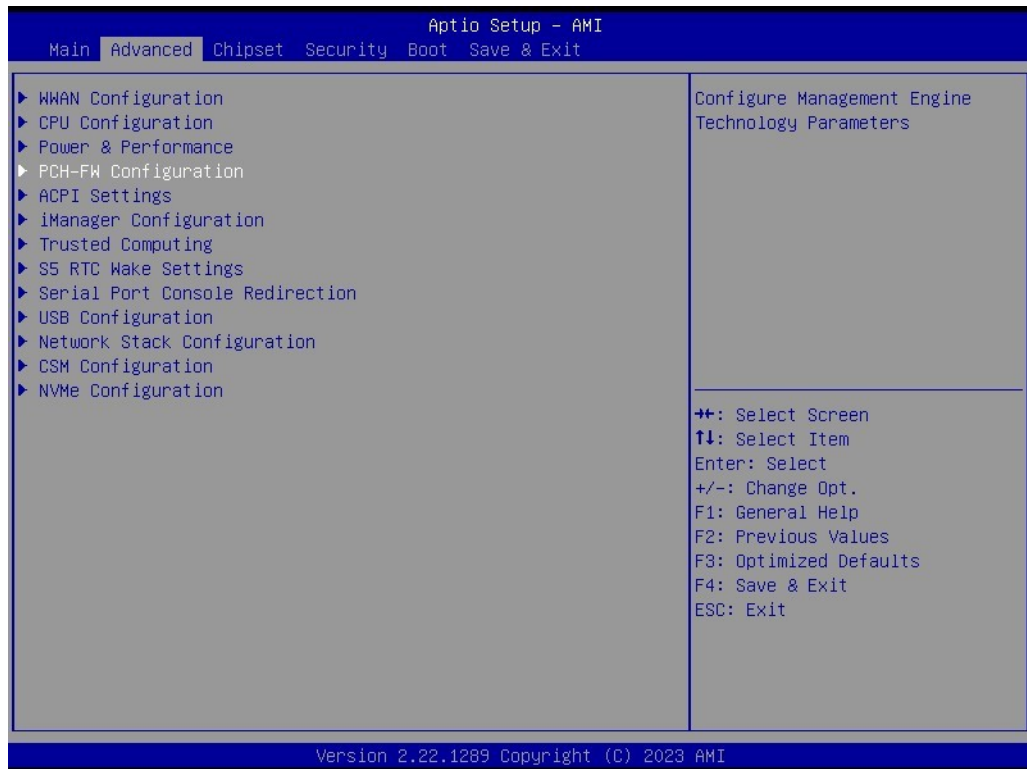 Aptio Setup – AMI
Main Advanced Chipset Security Boot Save & Exit
▶ WWAN Configuration
▶ CPU Configuration
▶ Power & Performance
▶ PCH-FW Configuration
▶ ACPI Settings
▶ iManager Configuration
▶ Trusted Computing
▶ S5 RTC Wake Settings
▶ Serial Port Console Redirection
▶ USB Configuration
▶ Network Stack Configuration
▶ CSM Configuration
▶ NVMe Configuration
Configure Management Engine
Technology Parameters
→←: Select Screen
↑↓: Select Item
Enter: Select
+/-: Change Opt.
F1: General Help
F2: Previous Values
F3: Optimized Defaults
F4: Save & Exit
ESC: Exit
Version 2.22.1289 Copyright (C) 2023 AMI